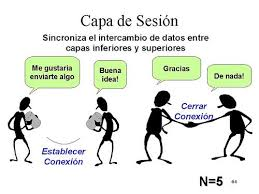 Capa de Sesión
Sincroniza el intercambio de datos entre
capas inferiores y superiores
Me gustaría
enviarte algo
Buena
idea!
Gracias
De nada!
Cerrar
Conexión
Establecer
Conexión
N=5